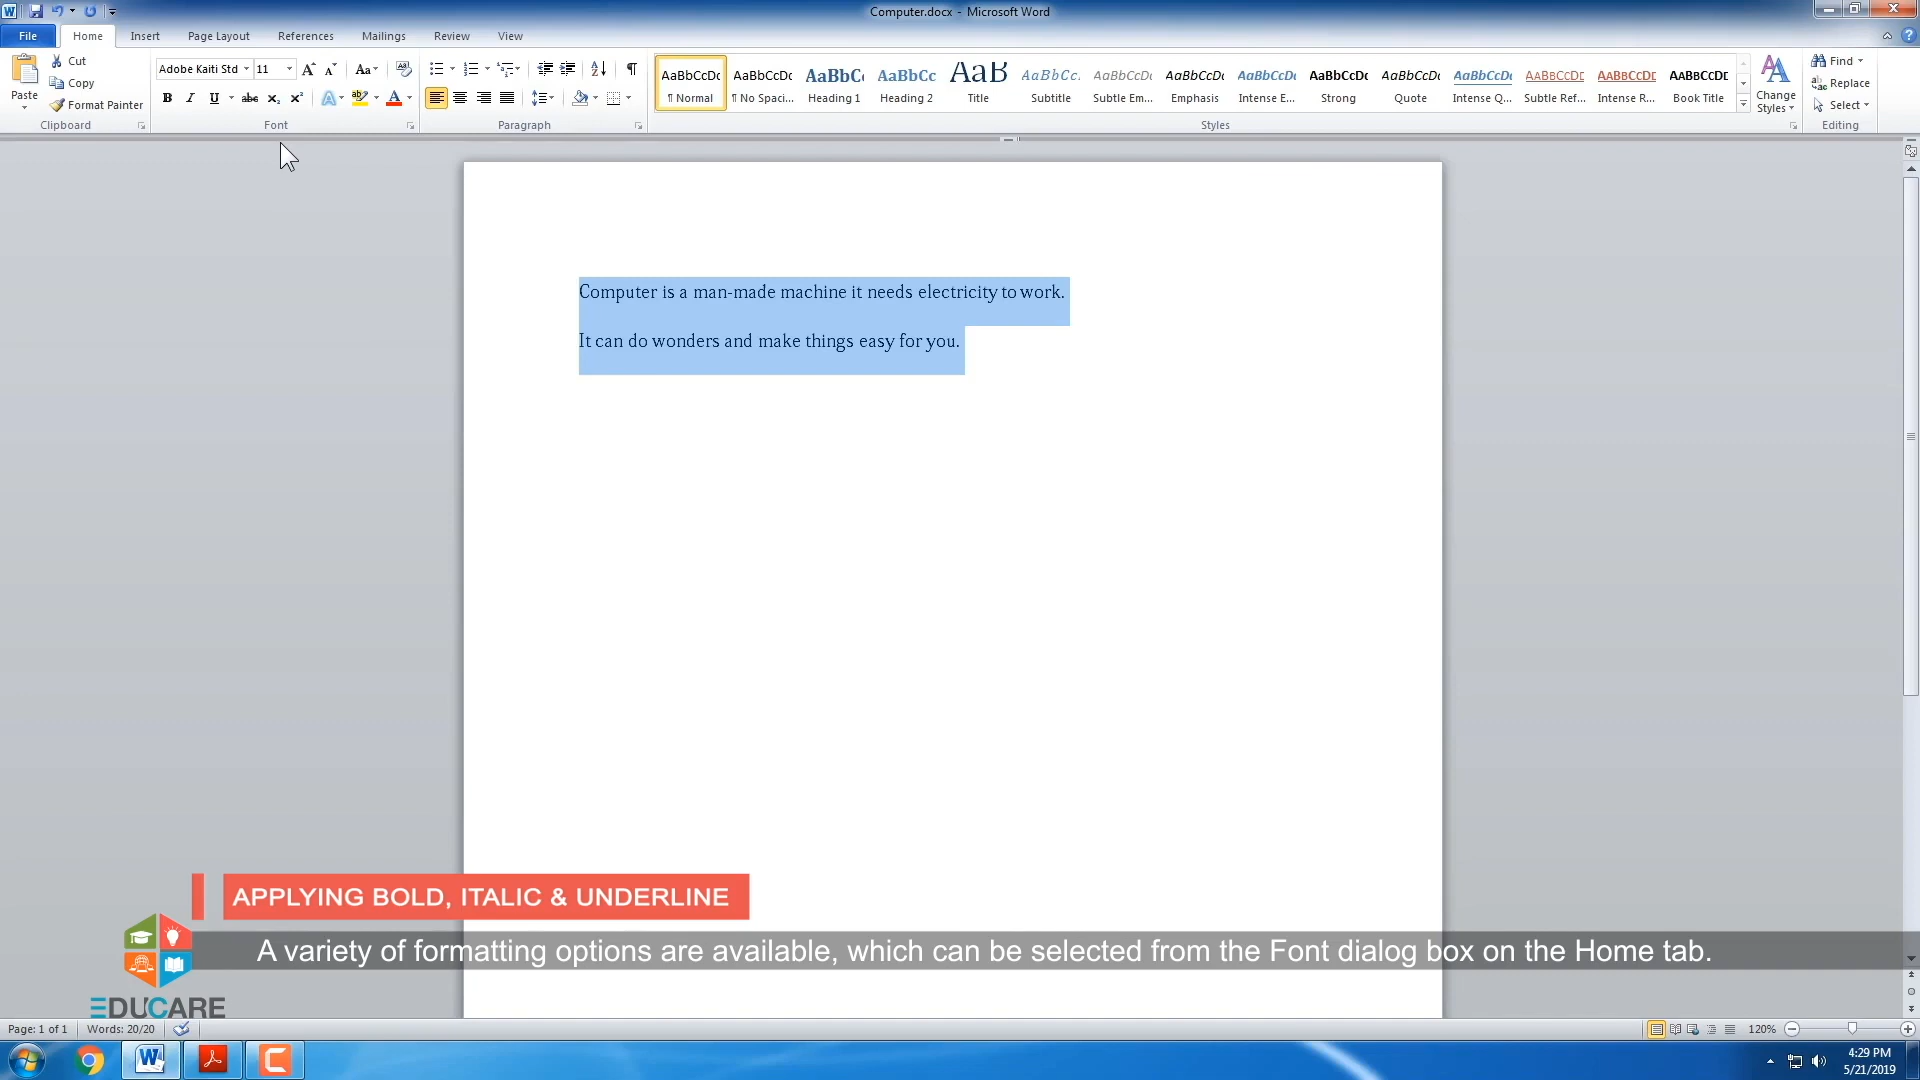 Computer.docx - Microsoft Word
File Home Insert Page Layout References Mailings Review View
Paste
Cut
Copy
Format Painter
Clipboard
Adobe Kaiti Std 11
Aa
B I U abc x₂ x² A ab A
Font
Paragraph
AaBbCcDc AaBbCcDc AaBbC AaBbCc AaB AaBbCc. AaBbCcDc AaBbCcDc AaBbCcDc AaBbCcDc AaBbCcDc AaBbCcDc AABBCCDE AABBCCDE AABBCCDE
¶ Normal ¶ No Spaci... Heading 1 Heading 2 Title Subtitle Subtle Em... Emphasis Intense E... Strong Quote Intense Q... Subtle Ref... Intense R... Book Title
Styles
Change
Styles
Find
Replace
Select
Editing
Computer is a man-made machine it needs electricity to work.
It can do wonders and make things easy for you.
APPLYING BOLD, ITALIC & UNDERLINE
A variety of formatting options are available, which can be selected from the Font dialog box on the Home tab.
EDUCARE
Page: 1 of 1 Words: 20/20
120%
4:29 PM
5/21/2019